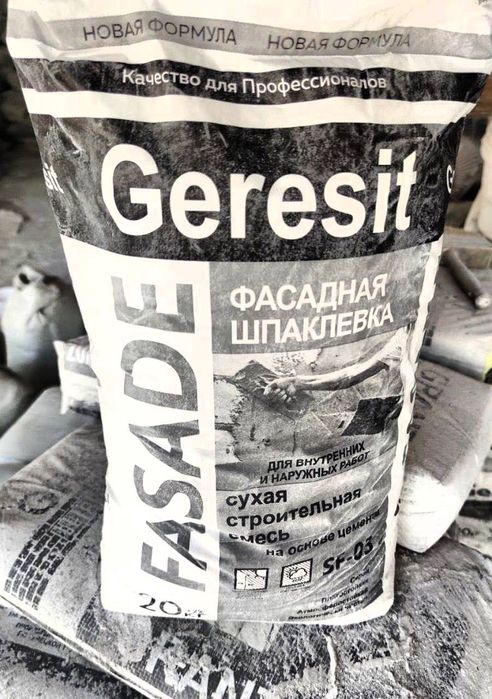 НОВАЯ ФОРМУЛА НОВАЯ ФОРМУЛА
Качество для Профессионалов
Geresit
FASADE
ФАСАДНАЯ
ШПАКЛЕВКА
ДЛЯ ВНУТРЕННИХ
И НАРУЖНЫХ РАБОТ
сухая
строительная
смесь
на основе цемента
SF-03
20кг